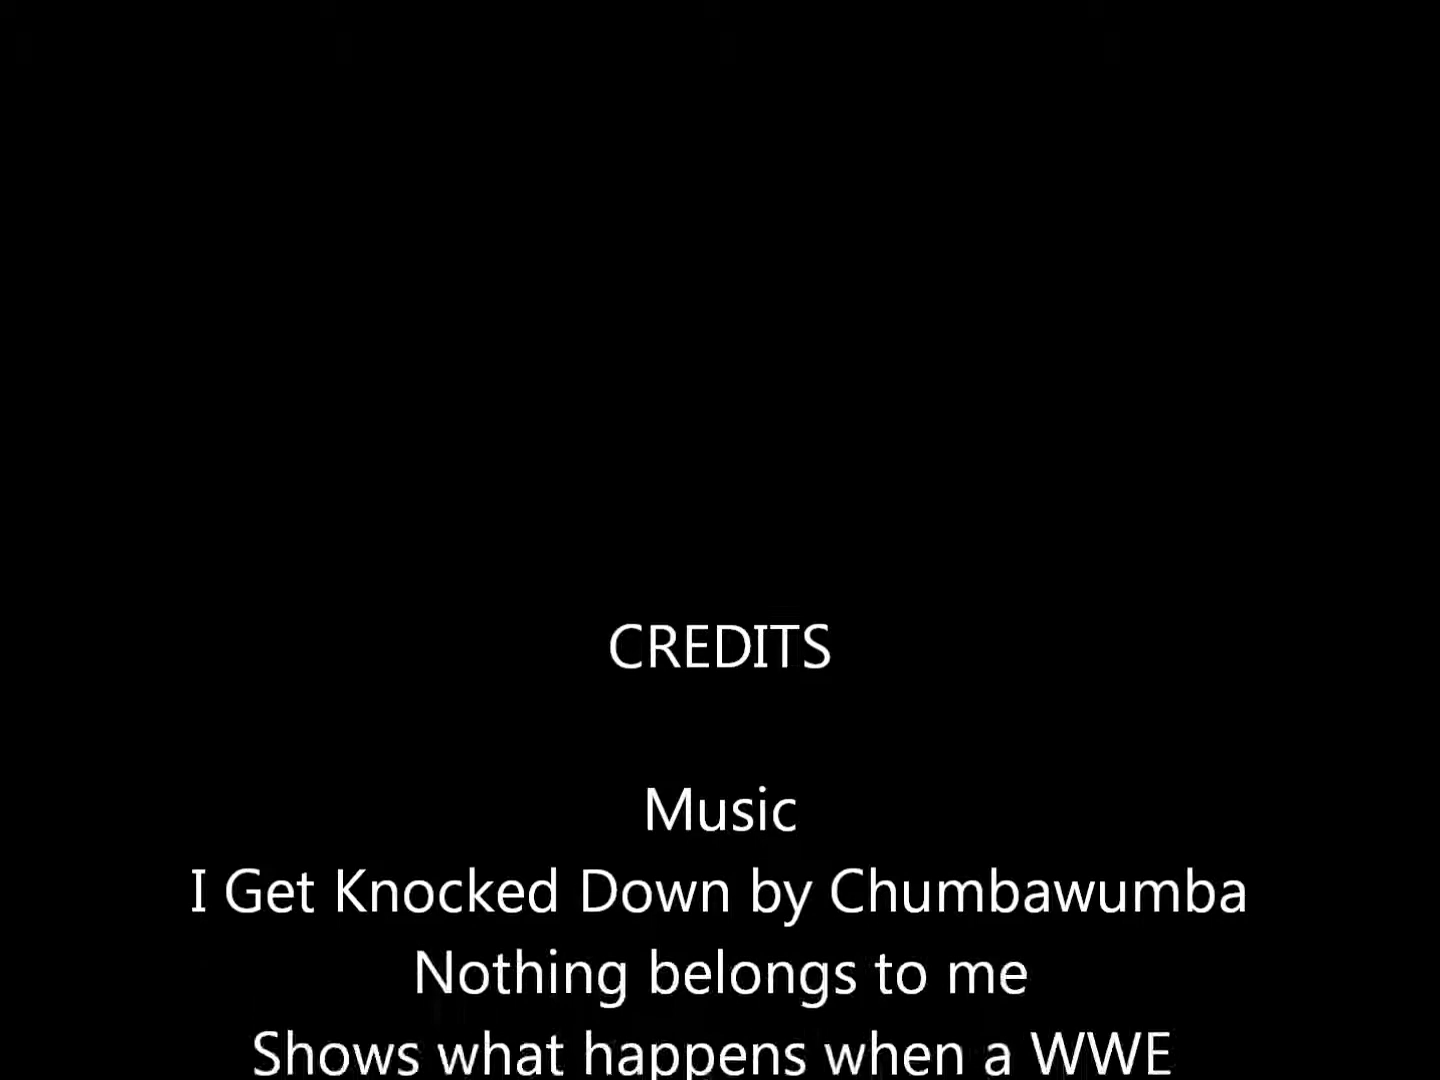 CREDITS
Music
I Get Knocked Down by Chumbawumba
Nothing belongs to me
Shows what happens when a WWE